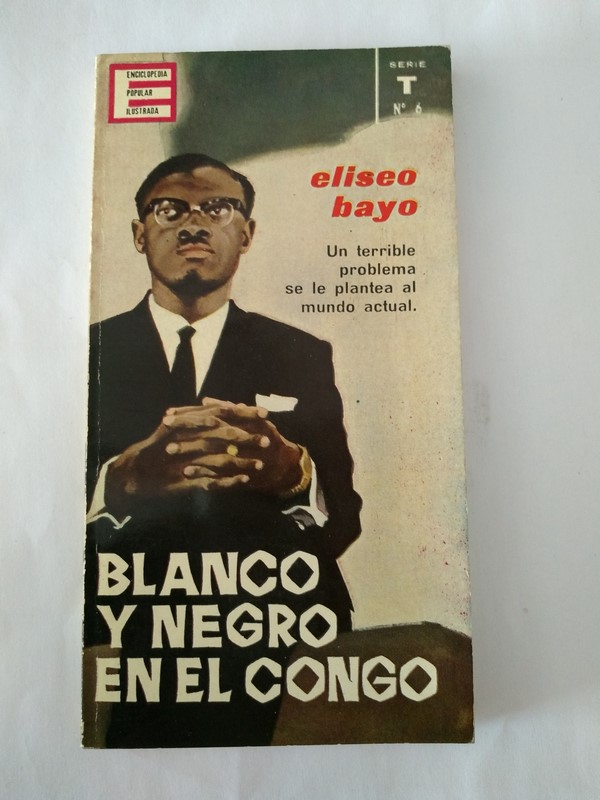 ENCICLOPEDIA
POPULAR
ILUSTRADA
SERIE
T
Nº 6
eliseo
bayo
Un terrible
problema
se le plantea al
mundo actual.
BLANCO
Y NEGRO
EN EL CONGO